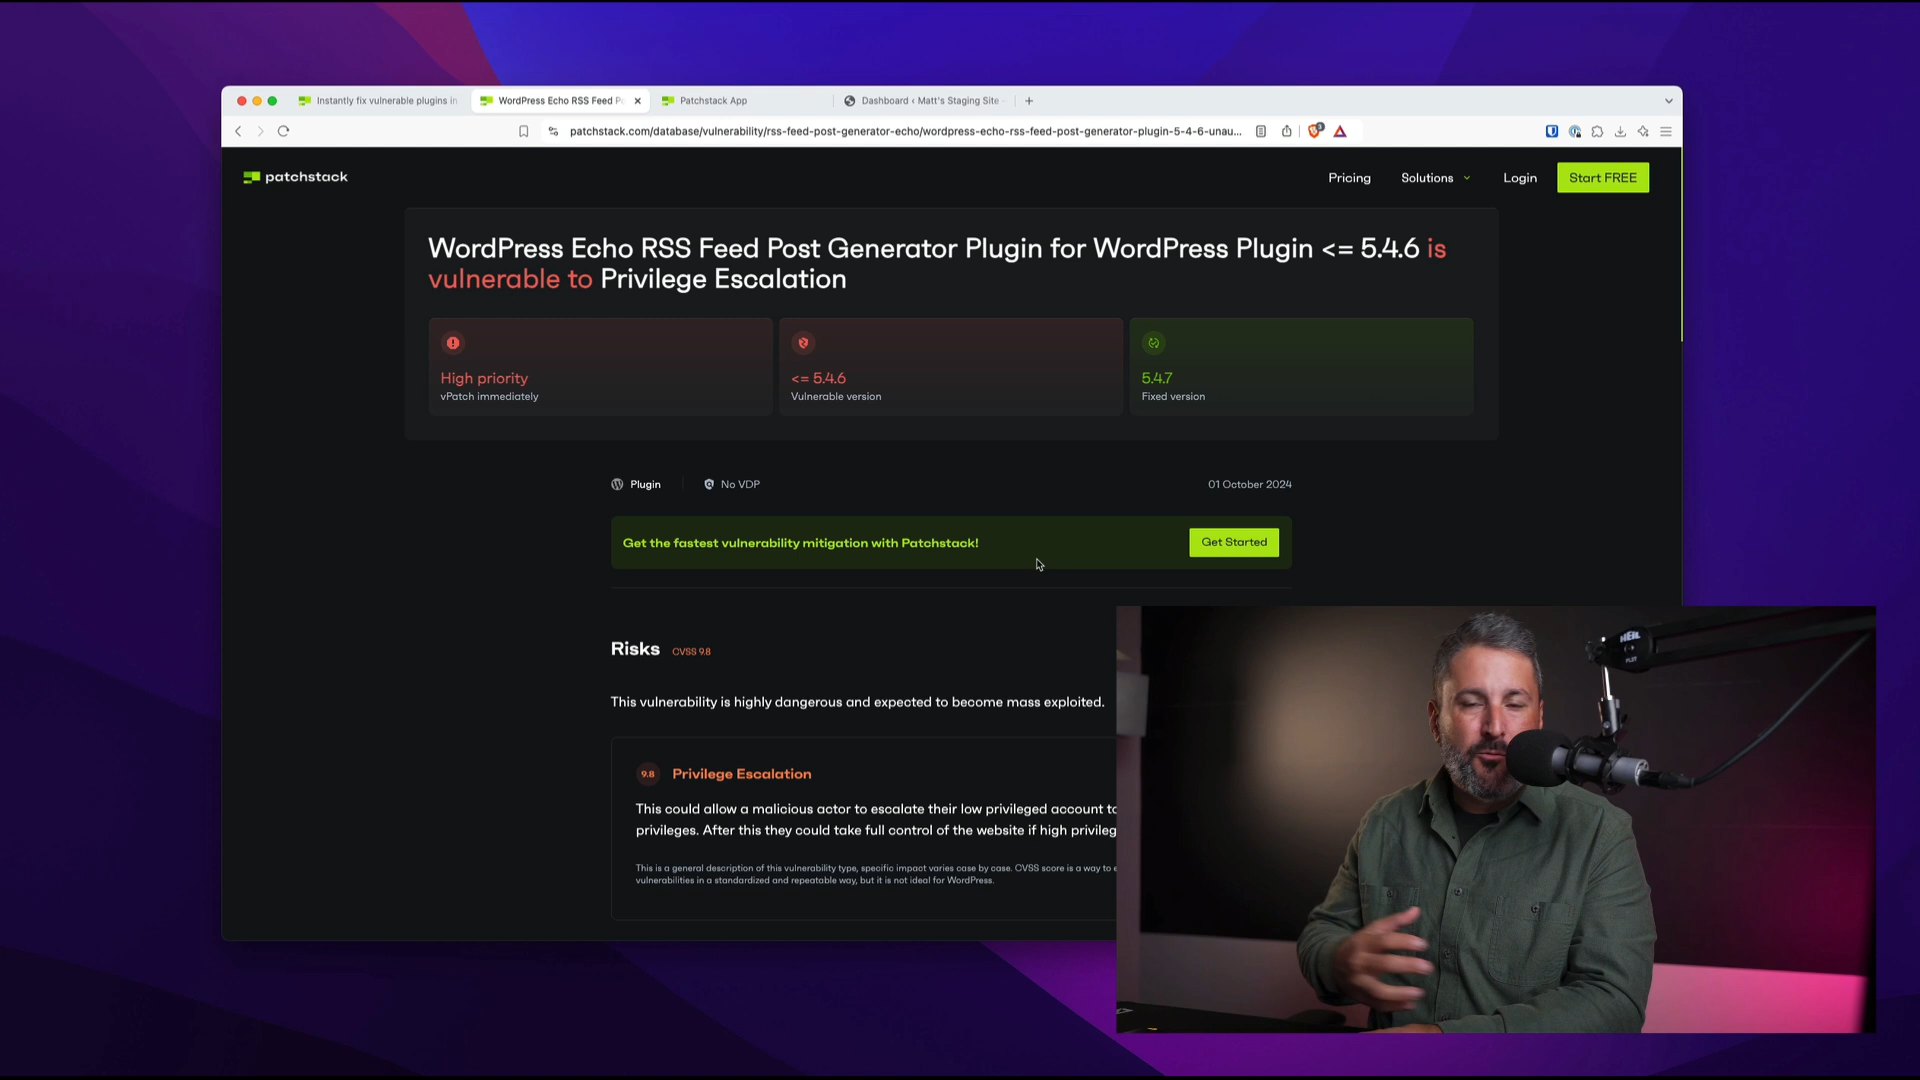 Instantly fix vulnerable plugins in
WordPress Echo RSS Feed P
Patchstack App
Dashboard ‹ Matt's Staging Site
patchstack.com/database/vulnerability/rss-feed-post-generator-echo/wordpress-echo-rss-feed-post-generator-plugin-5-4-6-unau...
patchstack
Pricing
Solutions
Login
Start FREE
WordPress Echo RSS Feed Post Generator Plugin for WordPress Plugin <= 5.4.6 is
vulnerable to Privilege Escalation
High priority
vPatch immediately
<= 5.4.6
Vulnerable version
5.4.7
Fixed version
Plugin
No VDP
01 October 2024
Get the fastest vulnerability mitigation with Patchstack!
Get Started
Risks CVSS 9.8
This vulnerability is highly dangerous and expected to become mass exploited.
9.8 Privilege Escalation
This could allow a malicious actor to escalate their low privileged account to
privileges. After this they could take full control of the website if high privileg
This is a general description of this vulnerability type, specific impact varies case by case. CVSS score is a way to e
vulnerabilities in a standardized and repeatable way, but it is not ideal for WordPress.
HEIL